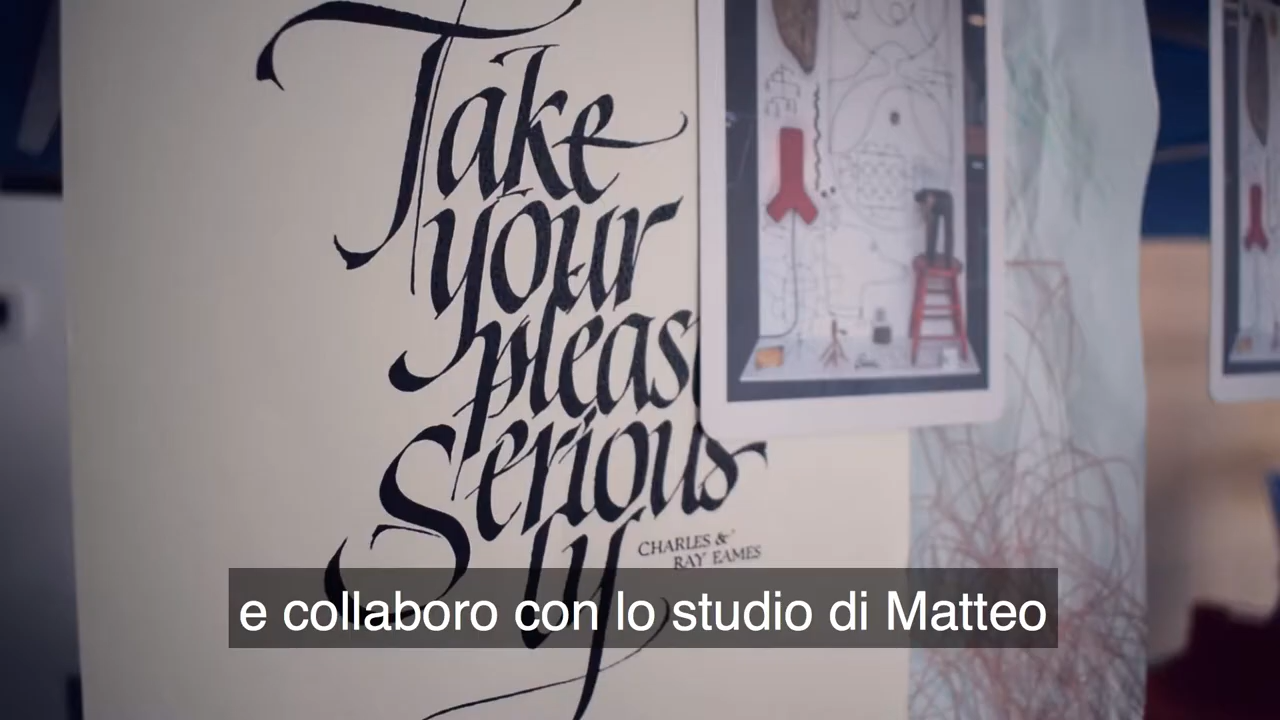 Take
your
pleas
Serious
ly
CHARLES &
RAY EAMES
e collaboro con lo studio di Matteo